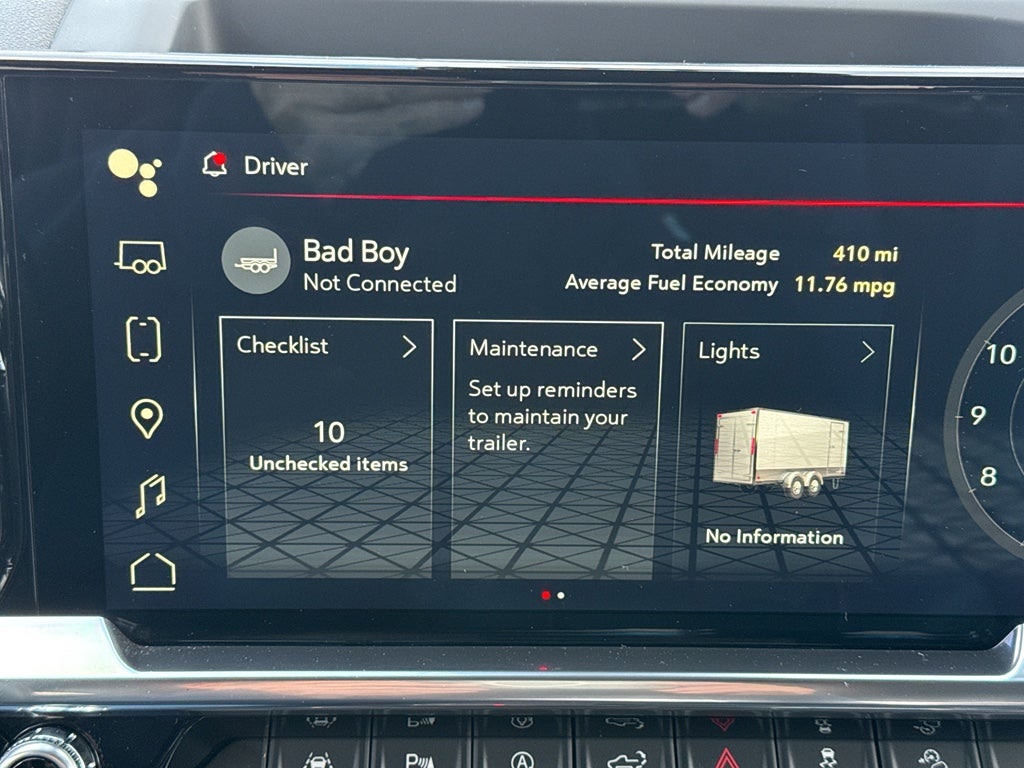 Driver
Bad Boy
Not Connected
Total Mileage 410 mi
Average Fuel Economy 11.76 mpg
Checklist
10
Unchecked items
Maintenance
Set up reminders
to maintain your
trailer.
Lights
No Information
10
9
8
P
A